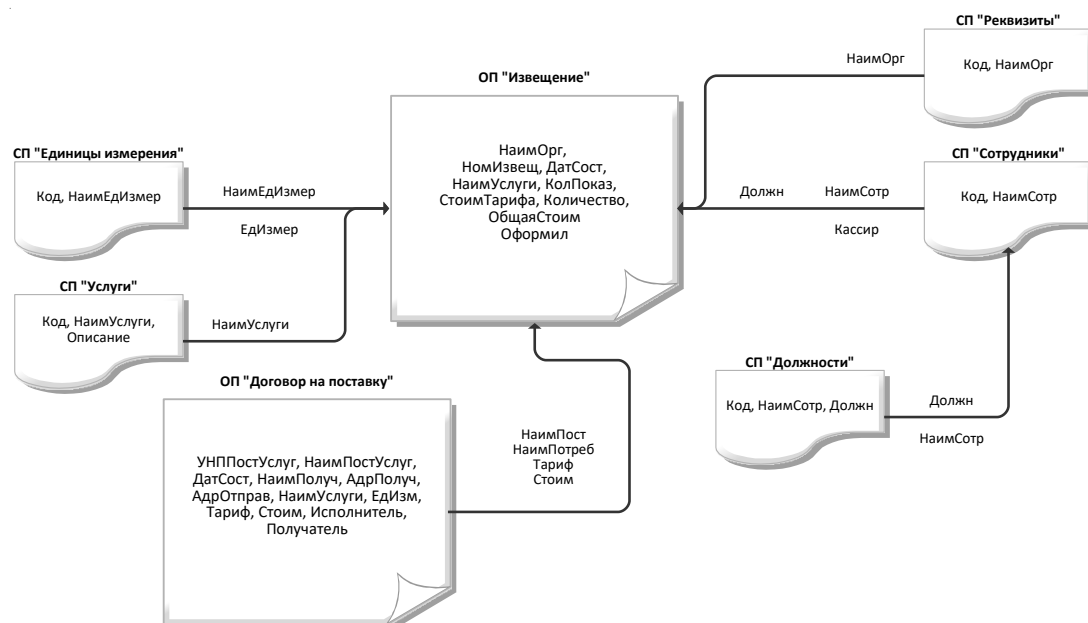 СП "Реквизиты"
НаимОрг
Код, НаимОрг
ОП "Извещение"
НаимОрг,
НомИзвещ, ДатСост,
НаимУслуги, КолПоказ,
СтоимТарифа, Количество,
ОбщаяСтоим
Оформил
СП "Единицы измерения"
Код, НаимЕдИзмер
НаимЕдИзмер
ЕдИзмер
СП "Сотрудники"
Должн
НаимСотр
Код, НаимСотр
Кассир
СП "Услуги"
Код, НаимУслуги,
Описание
НаимУслуги
СП "Должности"
Код, НаимСотр, Должн
Должн
НаимСотр
ОП "Договор на поставку"
УНППостУслуг, НаимПостУслуг,
ДатСост, НаимПолуч, АдрПолуч,
АдрОтправ, НаимУслуги, ЕдИзм,
Тариф, Стоим, Исполнитель,
Получатель
НаимПост
НаимПотреб
Тариф
Стоим